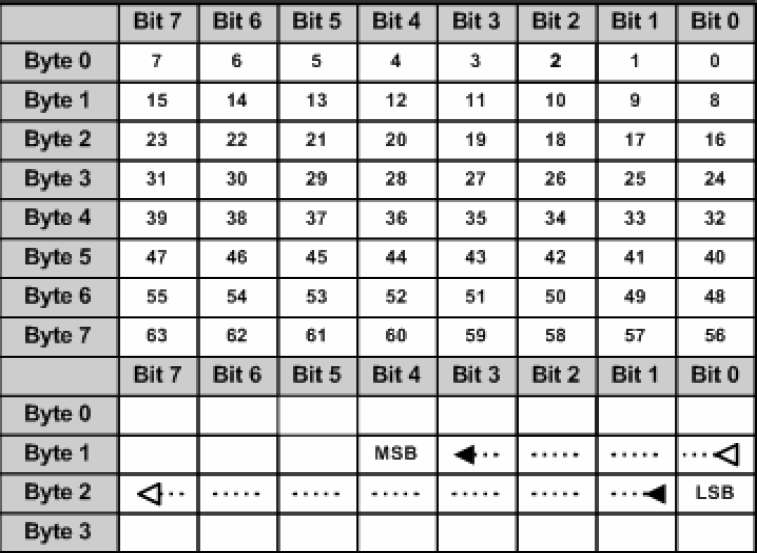 Bit 7 Bit 6 Bit 5 Bit 4 Bit 3 Bit 2 Bit 1 Bit 0
Byte 0 7 6 5 4 3 2 1 0
Byte 1 15 14 13 12 11 10 9 8
Byte 2 23 22 21 20 19 18 17 16
Byte 3 31 30 29 28 27 26 25 24
Byte 4 39 38 37 36 35 34 33 32
Byte 5 47 46 45 44 43 42 41 40
Byte 6 55 54 53 52 51 50 49 48
Byte 7 63 62 61 60 59 58 57 56
Bit 7 Bit 6 Bit 5 Bit 4 Bit 3 Bit 2 Bit 1 Bit 0
Byte 0
Byte 1 MSB
Byte 2 LSB
Byte 3